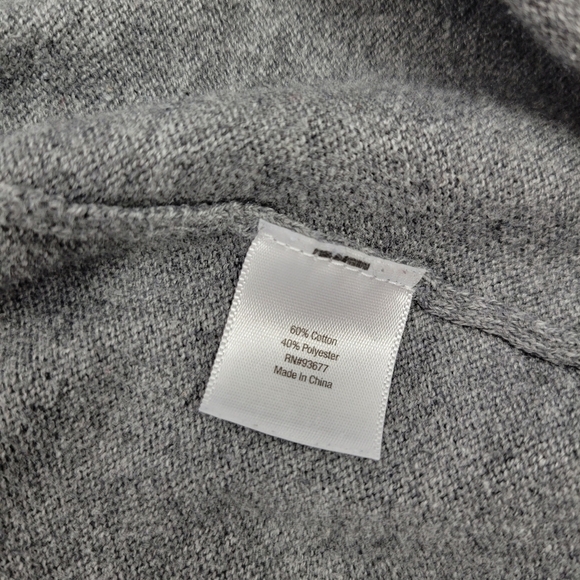 60% Cotton
40% Polyester
RN#93677
Made In China